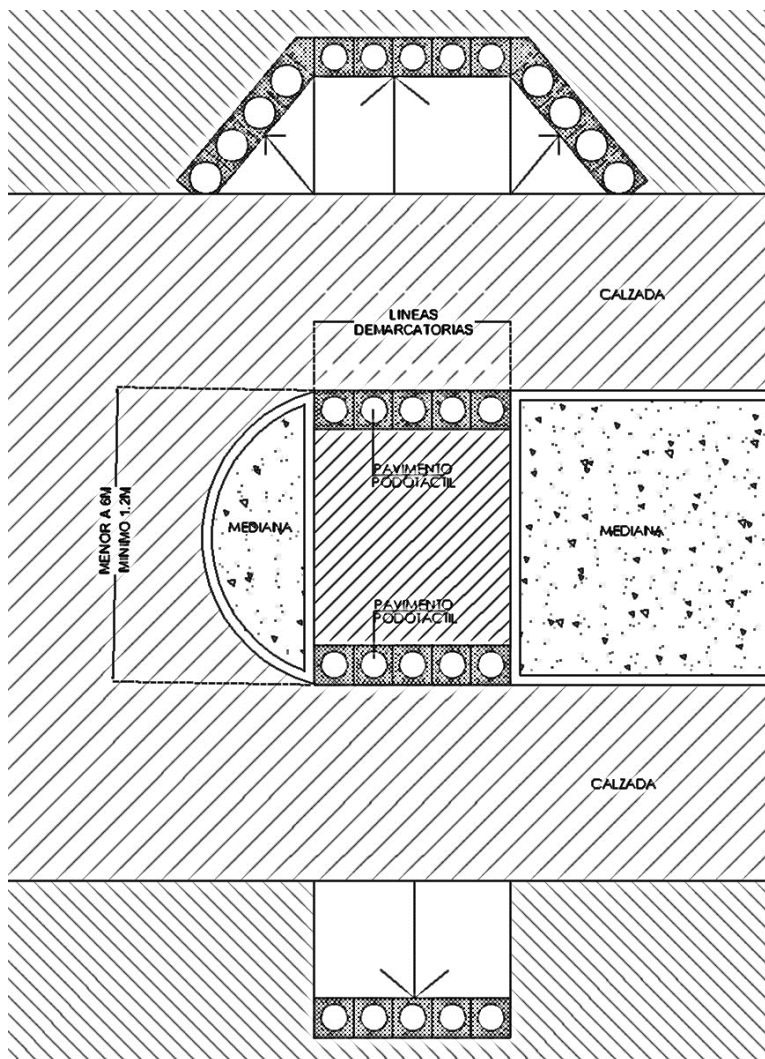 CALZADA
LINEAS
DEMARCATORIAS
PAVIMENTO
PODOTACTIL
MENOR A 6M
MINIMO 1.2M
MEDIANA
MEDIANA
PAVIMENTO
PODOTACTIL
CALZADA